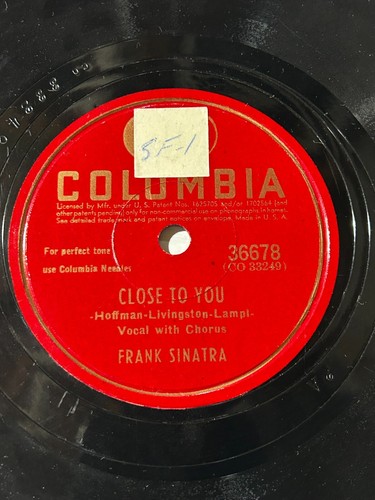 SF-1
COLUMBIA
Licensed by Mfr. under U. S. Patent Nos. 1625705 and/or 1702564 (and
other patents pending) only for non-commercial use on phonographs in homes.
See detailed trade mark and patent notices on envelope. Made in U. S. A.
For perfect tone
use Columbia Needles
36678
(CO 33249)
CLOSE TO YOU
-Hoffman-Livingston-Lampl-
Vocal with Chorus
FRANK SINATRA